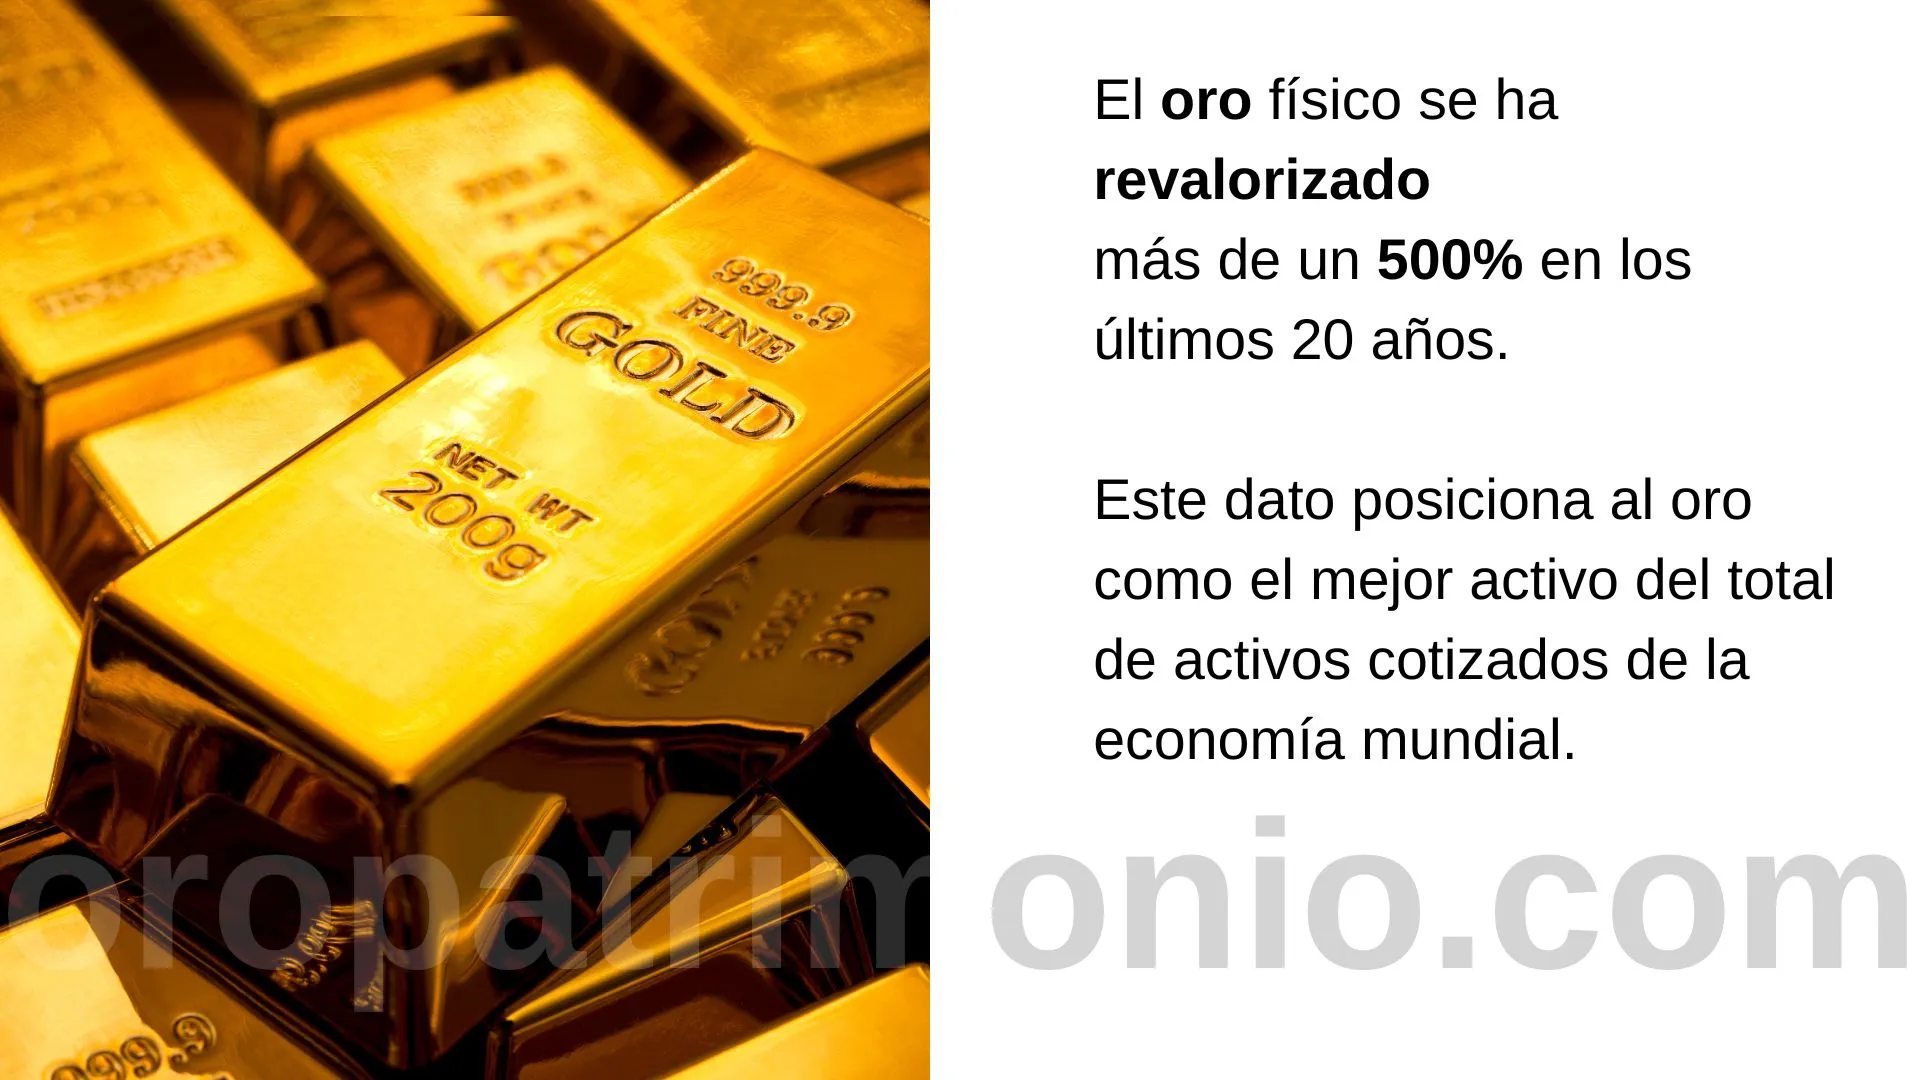 El oro físico se ha
revalorizado
más de un 500% en los
últimos 20 años.
Este dato posiciona al oro
como el mejor activo del total
de activos cotizados de la
economía mundial.
999.9
FINE
GOLD
NET WT
200g
999.9
oropatrimonio.com